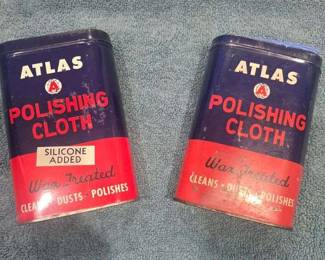 ATLAS
A
POLISHING
CLOTH
SILICONE
ADDED
Wax Treated
CLEANS · DUSTS · POLISHES
ATLAS
A
POLISHING
CLOTH
Wax Treated
CLEANS · DUSTS · POLISHES